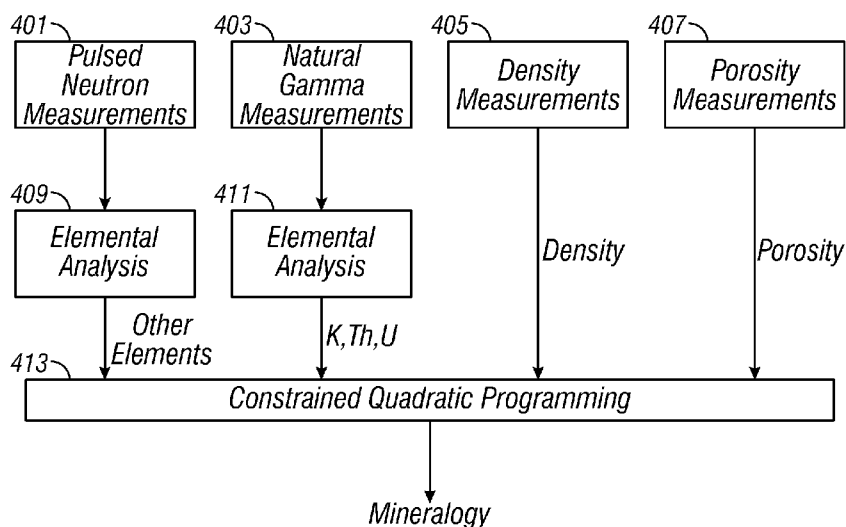 401
Pulsed
Neutron
Measurements
403
Natural
Gamma
Measurements
405
Density
Measurements
407
Porosity
Measurements
409
Elemental
Analysis
411
Elemental
Analysis
Density
Porosity
Other
Elements
K,Th,U
413
Constrained Quadratic Programming
Mineralogy